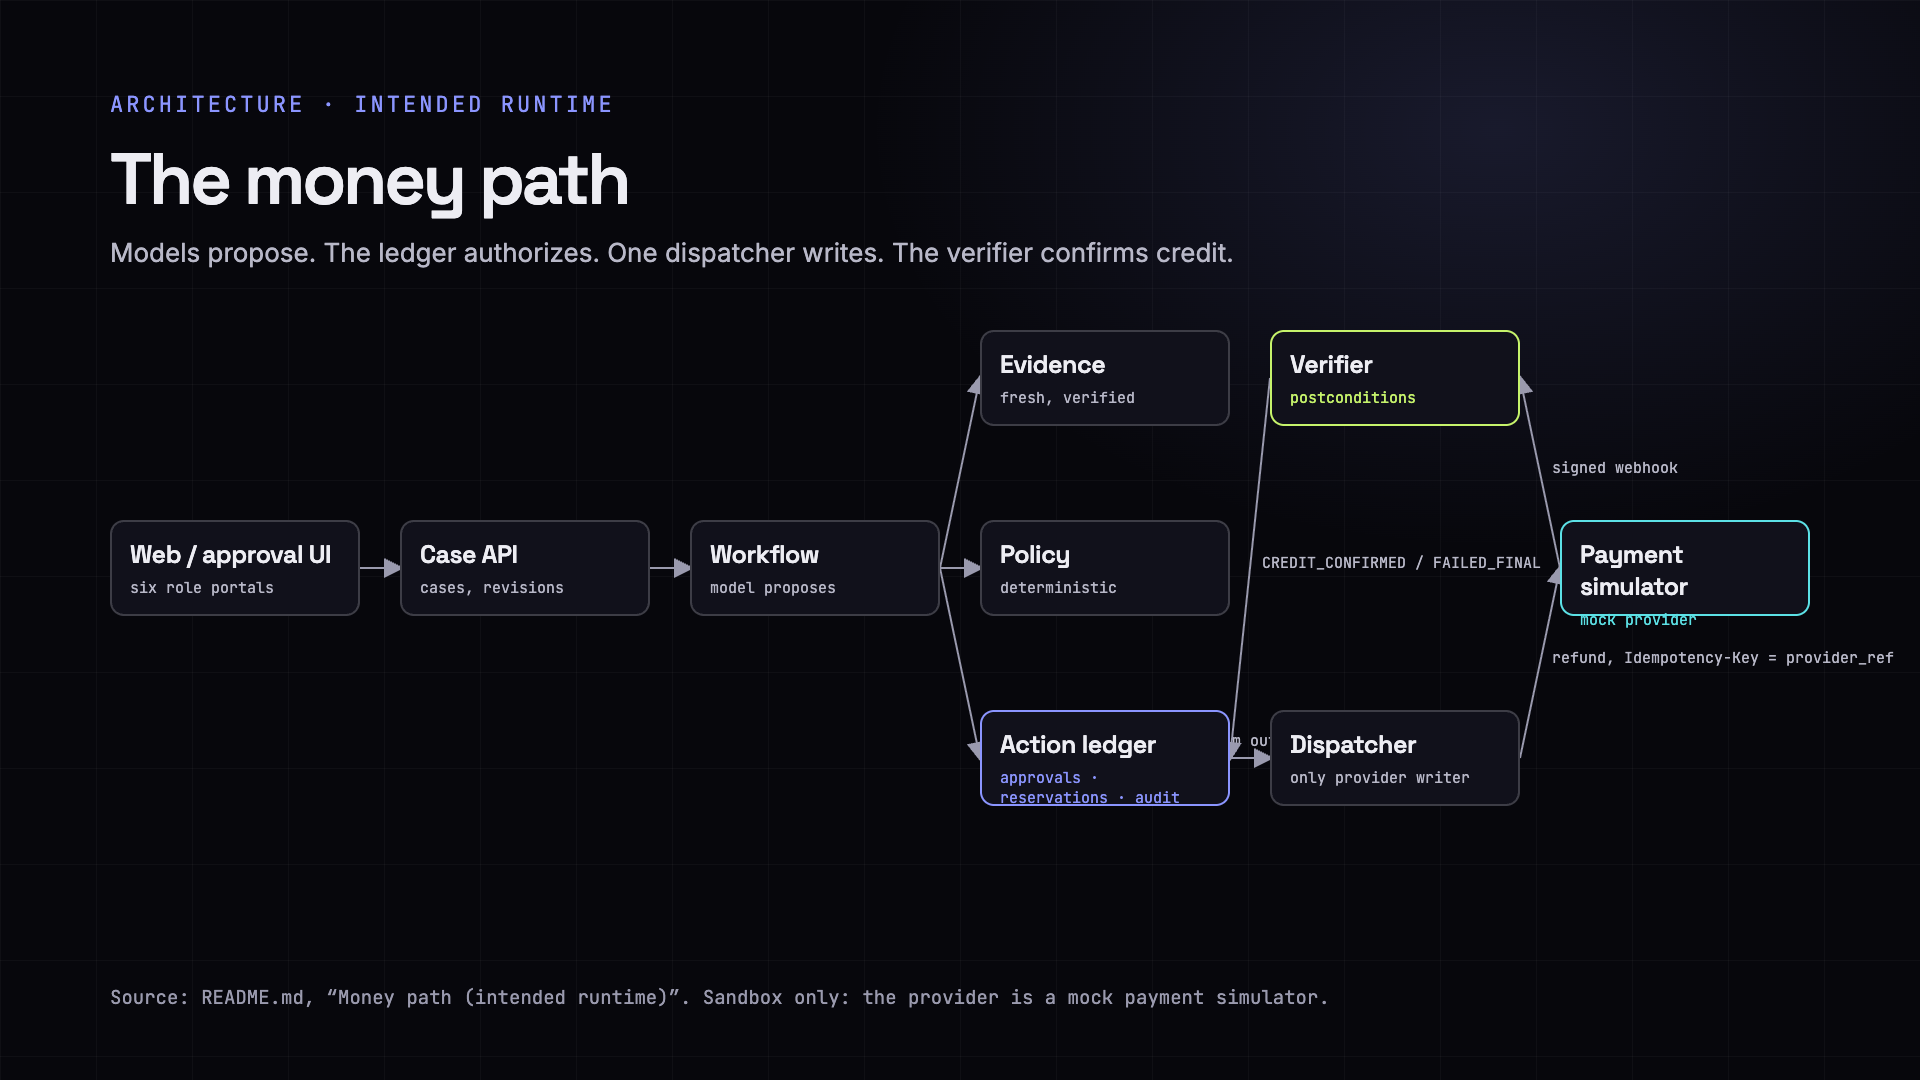 ARCHITECTURE · INTENDED RUNTIME
The money path
Models propose. The ledger authorizes. One dispatcher writes. The verifier confirms credit.
Evidence
fresh, verified
Verifier
postconditions
signed webhook
Web / approval UI
six role portals
Case API
cases, revisions
Workflow
model proposes
Policy
deterministic
CREDIT_CONFIRMED / FAILED_FINAL
Payment
simulator
mock provider
refund, Idempotency-Key = provider_ref
Action ledger
approvals ·
reservations · audit
Dispatcher
only provider writer
Source: README.md, “Money path (intended runtime)”. Sandbox only: the provider is a mock payment simulator.